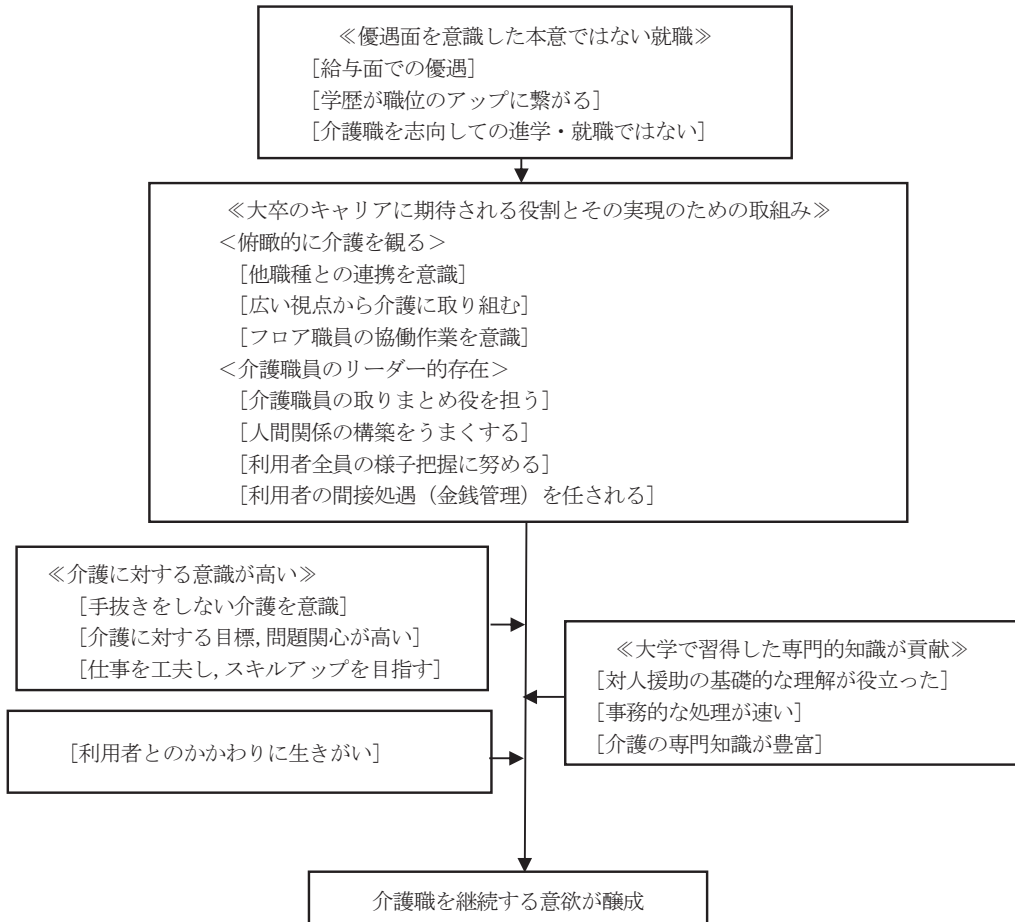 ≪優遇面を意識した本意ではない就職≫
[給与面での優遇]
[学歴が職位のアップに繋がる]
[介護職を志向しての進学・就職ではない]
≪大卒のキャリアに期待される役割とその実現のための取組み≫
＜俯瞰的に介護を観る＞
[他職種との連携を意識]
[広い視点から介護に取り組む]
[フロア職員の協働作業を意識]
＜介護職員のリーダー的存在＞
[介護職員の取りまとめ役を担う]
[人間関係の構築をうまくする]
[利用者全員の様子把握に努める]
[利用者の間接処遇（金銭管理）を任される]
≪介護に対する意識が高い≫
[手抜きをしない介護を意識]
[介護に対する目標,問題関心が高い]
[仕事を工夫し,スキルアップを目指す]
≪大学で習得した専門的知識が貢献≫
[対人援助の基礎的な理解が役立った]
[事務的な処理が速い]
[介護の専門知識が豊富]
[利用者とのかかわりに生きがい]
介護職を継続する意欲が醸成